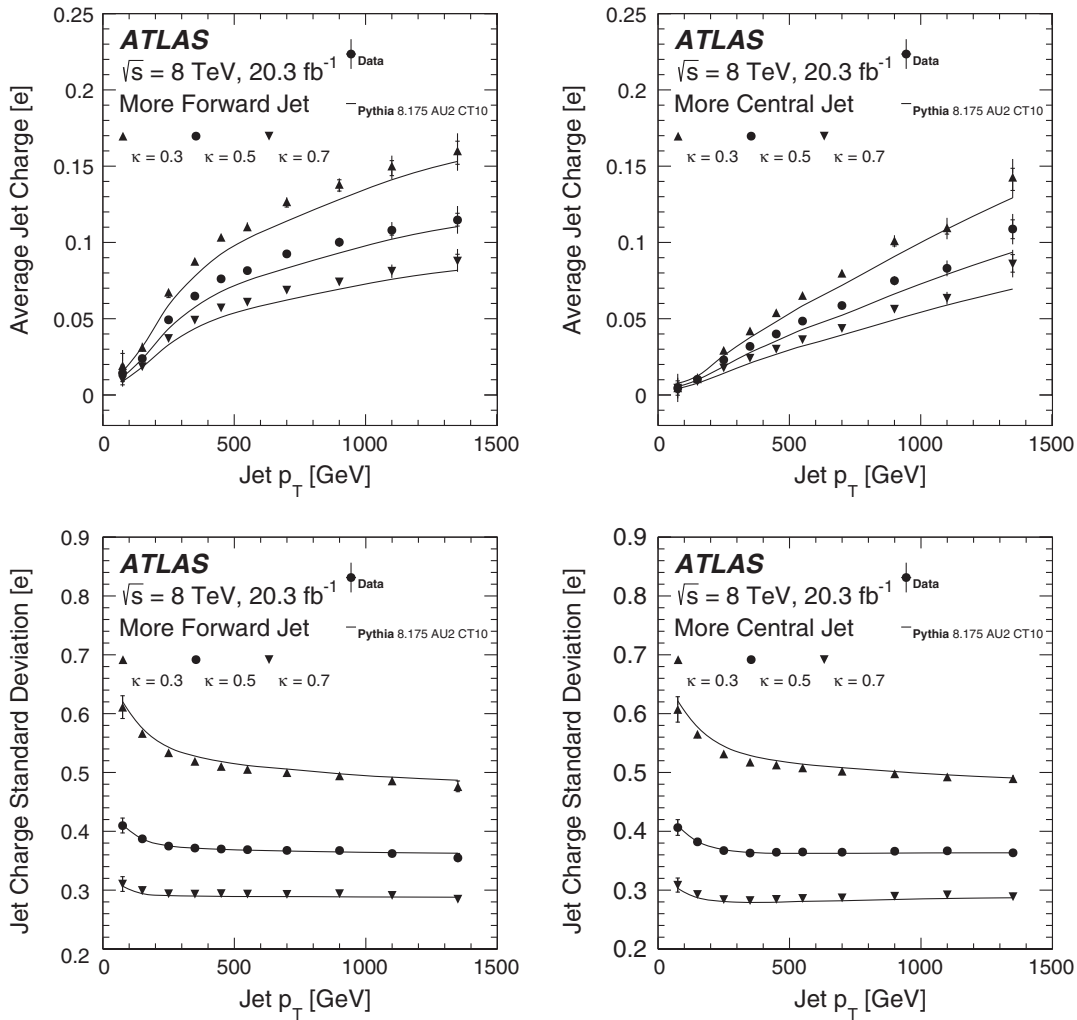 0.25
0.2
0.15
0.1
0.05
0
Average Jet Charge [e]
ATLAS
√s = 8 TeV, 20.3 fb⁻¹
Data
More Forward Jet
Pythia 8.175 AU2 CT10
κ = 0.3 κ = 0.5 κ = 0.7
0 500 1000 1500
Jet p_T [GeV]
0.25
0.2
0.15
0.1
0.05
0
Average Jet Charge [e]
ATLAS
√s = 8 TeV, 20.3 fb⁻¹
Data
More Central Jet
Pythia 8.175 AU2 CT10
κ = 0.3 κ = 0.5 κ = 0.7
0 500 1000 1500
Jet p_T [GeV]
0.9
0.8
0.7
0.6
0.5
0.4
0.3
0.2
Jet Charge Standard Deviation [e]
ATLAS
√s = 8 TeV, 20.3 fb⁻¹
Data
More Forward Jet
Pythia 8.175 AU2 CT10
κ = 0.3 κ = 0.5 κ = 0.7
0 500 1000 1500
Jet p_T [GeV]
0.9
0.8
0.7
0.6
0.5
0.4
0.3
0.2
Jet Charge Standard Deviation [e]
ATLAS
√s = 8 TeV, 20.3 fb⁻¹
Data
More Central Jet
Pythia 8.175 AU2 CT10
κ = 0.3 κ = 0.5 κ = 0.7
0 500 1000 1500
Jet p_T [GeV]